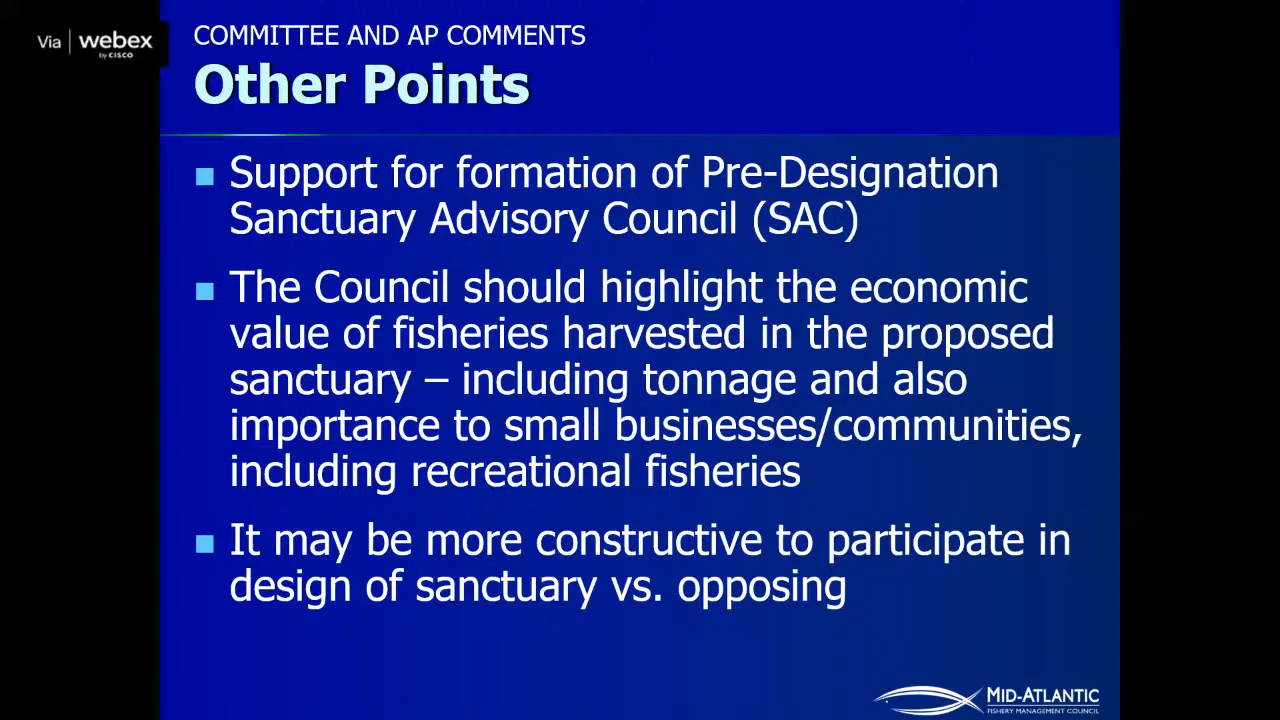 Via webex
by CISCO
COMMITTEE AND AP COMMENTS
Other Points
Support for formation of Pre-Designation
Sanctuary Advisory Council (SAC)
The Council should highlight the economic
value of fisheries harvested in the proposed
sanctuary – including tonnage and also
importance to small businesses/communities,
including recreational fisheries
It may be more constructive to participate in
design of sanctuary vs. opposing
MID-ATLANTIC
FISHERY MANAGEMENT COUNCIL